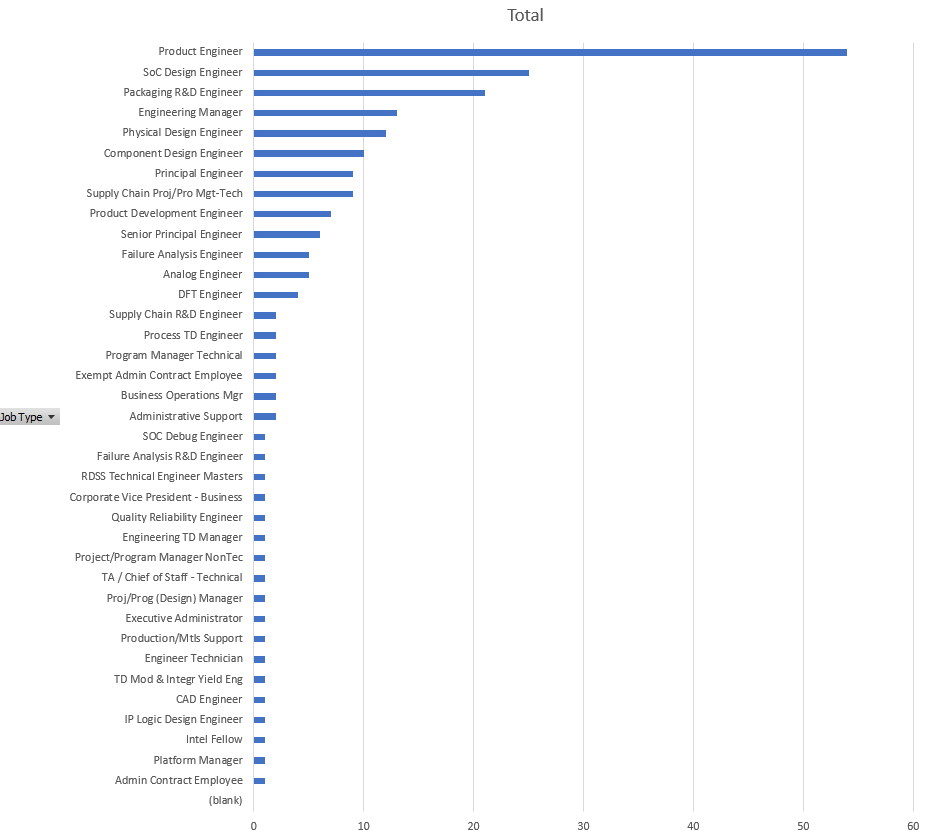 Total
Product Engineer
SoC Design Engineer
Packaging R&D Engineer
Engineering Manager
Physical Design Engineer
Component Design Engineer
Principal Engineer
Supply Chain Proj/Pro Mgt-Tech
Product Development Engineer
Senior Principal Engineer
Failure Analysis Engineer
Analog Engineer
DFT Engineer
Supply Chain R&D Engineer
Process TD Engineer
Program Manager Technical
Exempt Admin Contract Employee
Business Operations Mgr
Job Type
Administrative Support
SOC Debug Engineer
Failure Analysis R&D Engineer
RDSS Technical Engineer Masters
Corporate Vice President - Business
Quality Reliability Engineer
Engineering TD Manager
Project/Program Manager NonTec
TA / Chief of Staff - Technical
Proj/Prog (Design) Manager
Executive Administrator
Production/Mtls Support
Engineer Technician
TD Mod & Integr Yield Eng
CAD Engineer
IP Logic Design Engineer
Intel Fellow
Platform Manager
Admin Contract Employee
(blank)
0 10 20 30 40 50 60